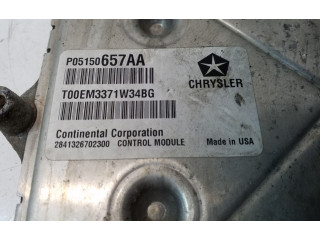 P05150657AA
CHRYSLER
T00EM3371W34BG
Continental Corporation
2841326702300 CONTROL MODULE Made in USA